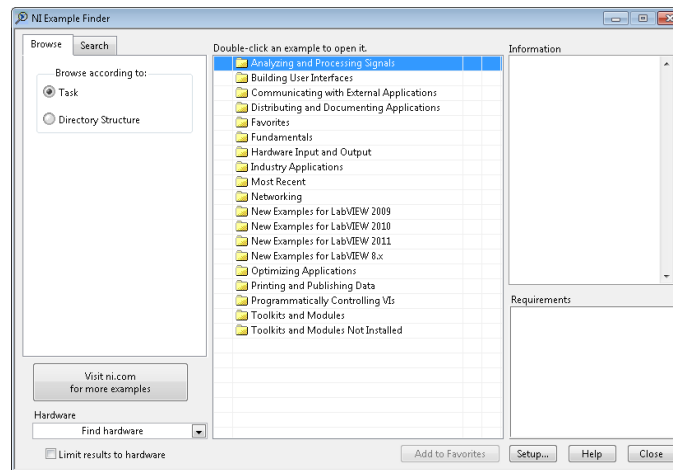 NI Example Finder
Browse
Search
Browse according to:
Task
Directory Structure
Visit ni.com
for more examples
Hardware
Find hardware
Limit results to hardware
Double-click an example to open it.
Analyzing and Processing Signals
Building User Interfaces
Communicating with External Applications
Distributing and Documenting Applications
Favorites
Fundamentals
Hardware Input and Output
Industry Applications
Most Recent
Networking
New Examples for LabVIEW 2009
New Examples for LabVIEW 2010
New Examples for LabVIEW 2011
New Examples for LabVIEW 8.x
Optimizing Applications
Printing and Publishing Data
Programmatically Controlling VIs
Toolkits and Modules
Toolkits and Modules Not Installed
Information
Requirements
Add to Favorites
Setup...
Help
Close